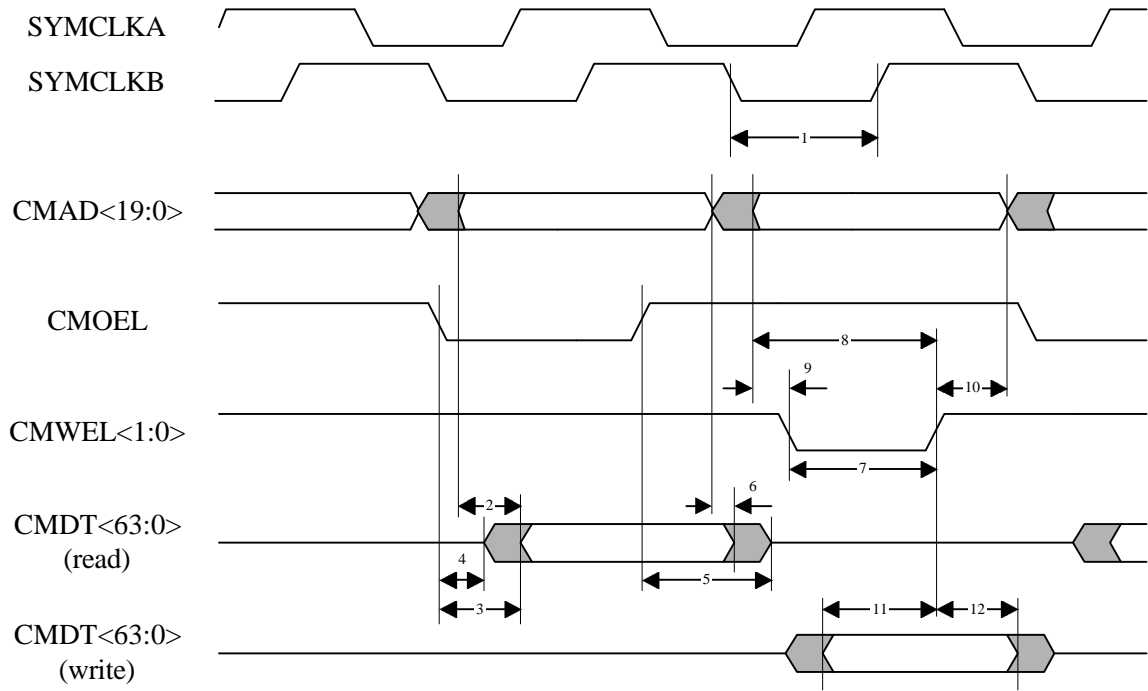 SYMCLKA
SYMCLKB
1
CMAD<19:0>
CMOEL
8
9
10
CMWEL<1:0>
7
6
2
CMDT<63:0>
(read)
4
5
3
11
12
CMDT<63:0>
(write)